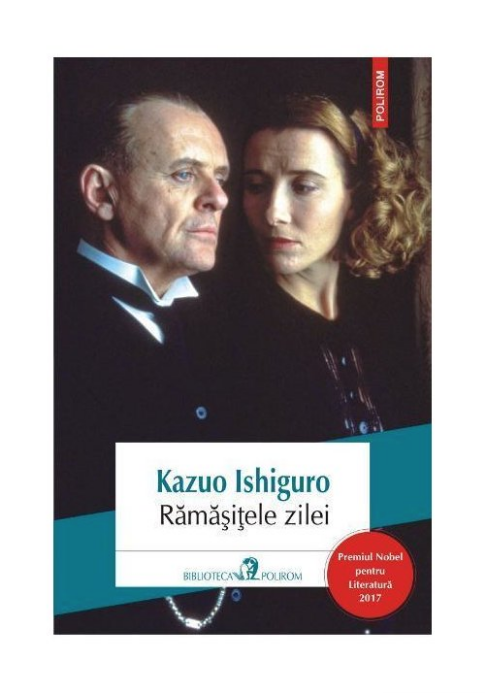 POLIROM
Kazuo Ishiguro
Rămăşiţele zilei
BIBLIOTECA POLIROM
Premiul Nobel
pentru
Literatură
2017